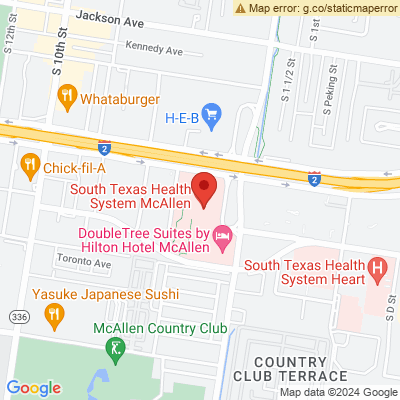 Map error: g.co/staticmaperror
Jackson Ave
S 12th St
S 10th St
Kennedy Ave
S 1st
S 1 1/2 St
S Peking St
Whataburger
H-E-B
2
Chick-fil-A
2
South Texas Health
System McAllen
DoubleTree Suites by
Hilton Hotel McAllen
Toronto Ave
South Texas Health
System Heart
H
Yasuke Japanese Sushi
336
McAllen Country Club
S D St
COUNTRY
CLUB TERRACE
Google
Map data ©2024 Google